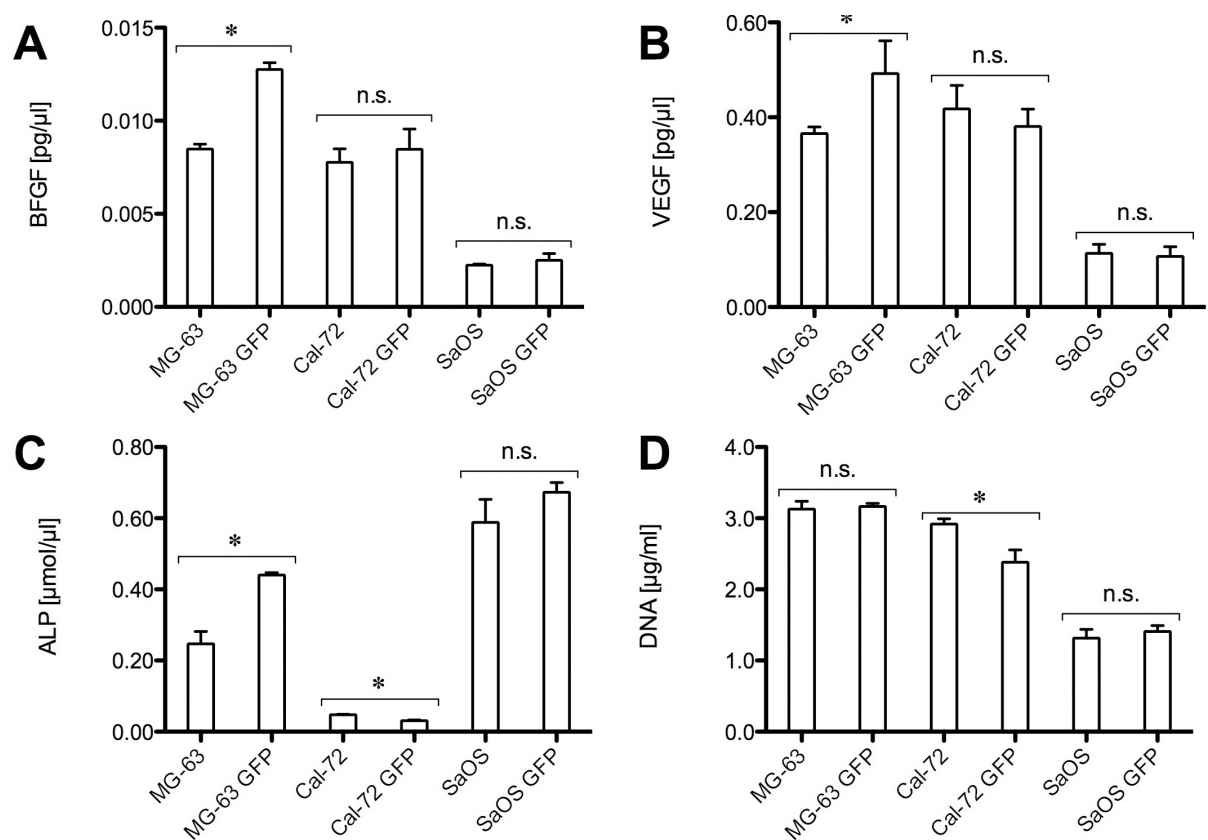 A
BFGF [pg/µl]
0.015
0.010
0.005
0.000
*
n.s.
n.s.
MG-63
MG-63 GFP
Cal-72
Cal-72 GFP
SaOS
SaOS GFP
B
VEGF [pg/µl]
0.60
0.40
0.20
0.00
*
n.s.
n.s.
MG-63
MG-63 GFP
Cal-72
Cal-72 GFP
SaOS
SaOS GFP
C
ALP [µmol/µl]
0.80
0.60
0.40
0.20
0.00
*
*
n.s.
MG-63
MG-63 GFP
Cal-72
Cal-72 GFP
SaOS
SaOS GFP
D
DNA [µg/ml]
4.0
3.0
2.0
1.0
0.0
n.s.
*
n.s.
MG-63
MG-63 GFP
Cal-72
Cal-72 GFP
SaOS
SaOS GFP